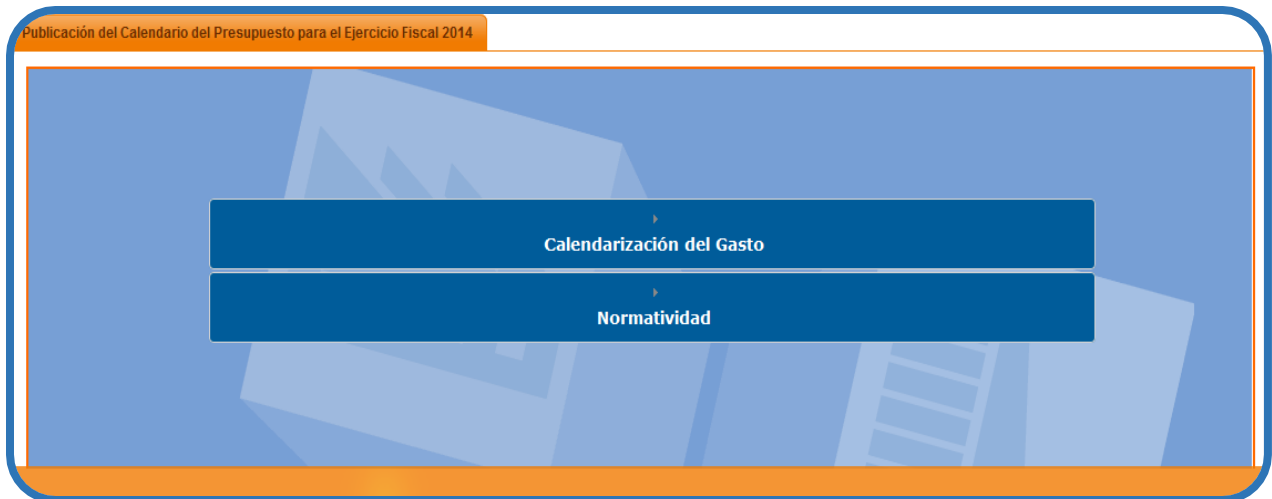 Publicación del Calendario del Presupuesto para el Ejercicio Fiscal 2014
Calendarización del Gasto
Normatividad